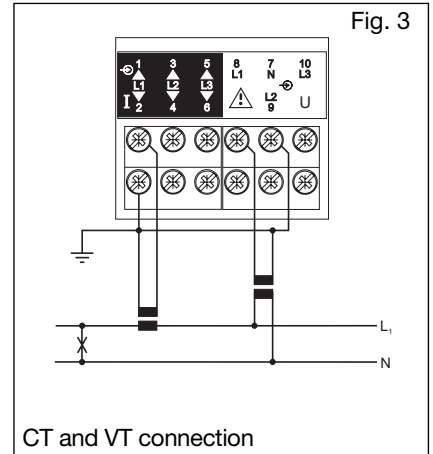 Fig. 3
1 3 5 8 7 10
L1 N L3
L1 L2 L3
I 2 4 6 L2 U
9
L₁
N
CT and VT connection